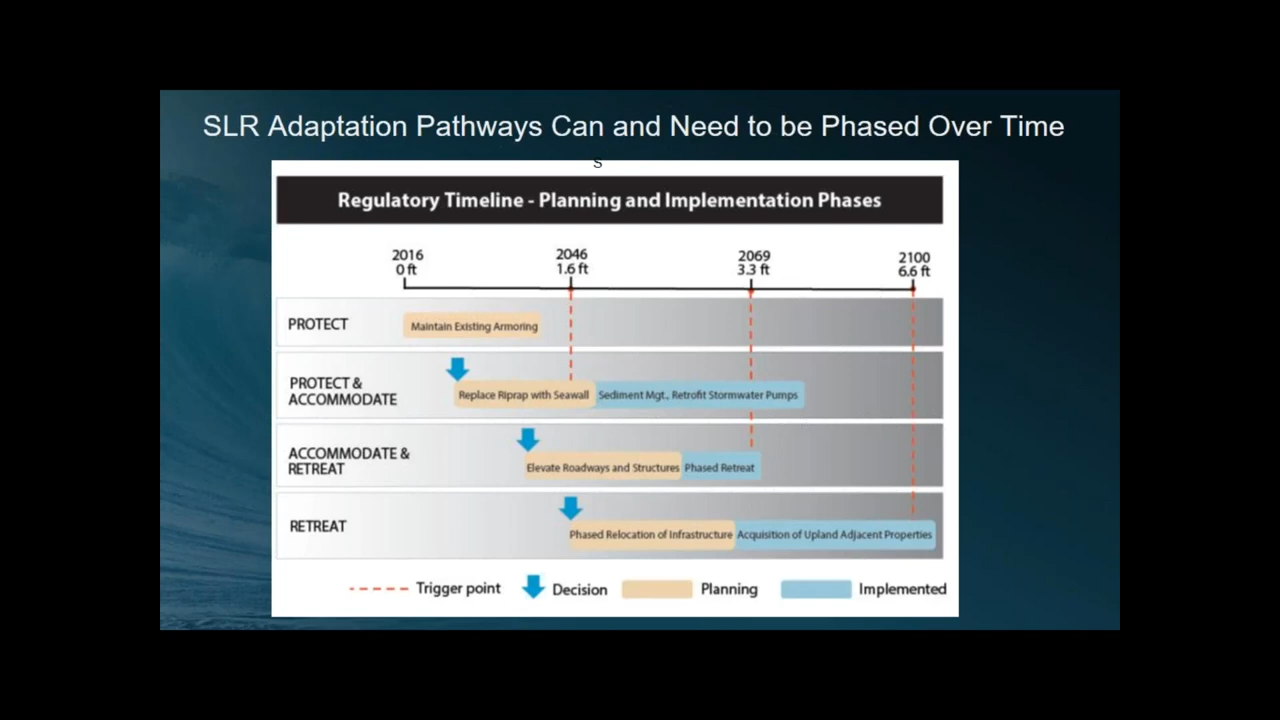 SLR Adaptation Pathways Can and Need to be Phased Over Time
S
Regulatory Timeline - Planning and Implementation Phases
2016 2046 2069 2100
0 ft 1.6 ft 3.3 ft 6.6 ft
PROTECT
Maintain Existing Armoring
PROTECT &
ACCOMMODATE
Replace Riprap with Seawall
Sediment Mgt., Retrofit Stormwater Pumps
ACCOMMODATE &
RETREAT
Elevate Roadways and Structures
Phased Retreat
RETREAT
Phased Relocation of Infrastructure
Acquisition of Upland Adjacent Properties
Trigger point
Decision
Planning
Implemented